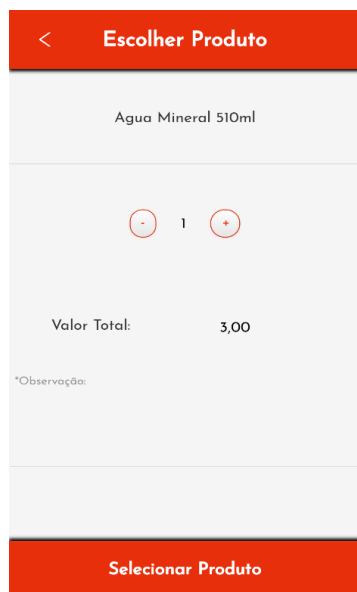 Escolher Produto
Agua Mineral 510ml
- 1 +
Valor Total: 3,00
*Observação:
Selecionar Produto